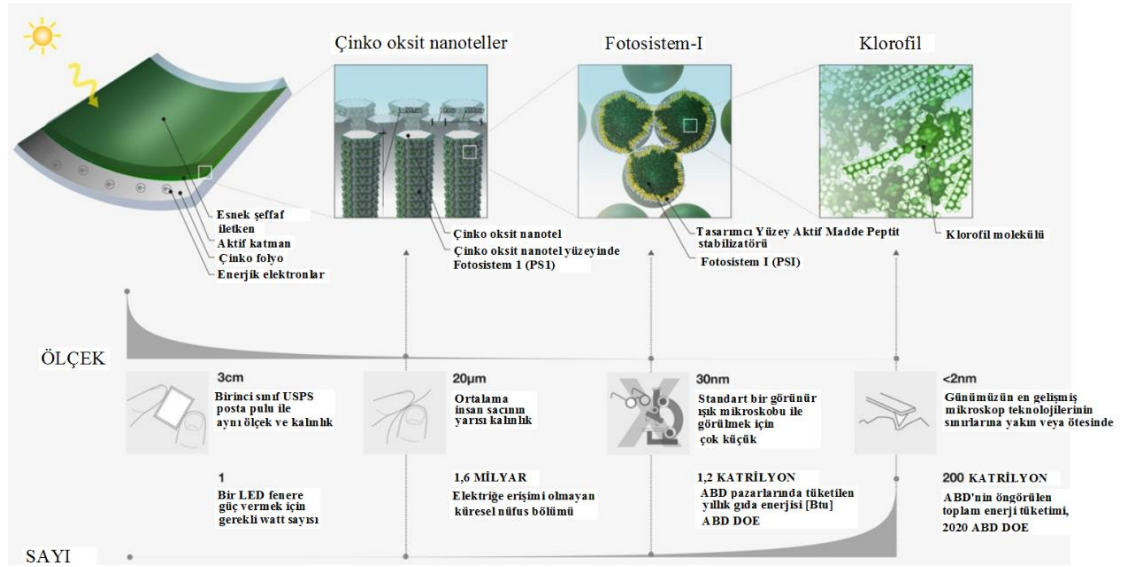 Çinko oksit nanoteller
Fotosistem-I
Klorofil
Esnek şeffaf
iletken
Aktif katman
Çinko folyo
Enerjik elektronlar
Çinko oksit nanotel
Çinko oksit nanotel yüzeyinde
Fotosistem 1 (PS1)
Tasarımcı Yüzey Aktif Madde Peptit
stabilizatörü
Fotosistem I (PSI)
Klorofil molekülü
ÖLÇEK
3cm
Birinci sınıf USPS
posta pulu ile
aynı ölçek ve kalınlık
20µm
Ortalama
insan sacının
yarısı kalınlık
30nm
Standart bir görünür
ışık mikroskobu ile
görülmek için
çok küçük
<2nm
Günümüzün en gelişmiş
mikroskop teknolojilerinin
sınırlarına yakın veya ötesinde
1
Bir LED fenere
güç vermek için
gerekli watt sayısı
1,6 MİLYAR
Elektriğe erişimi olmayan
küresel nüfus bölümü
1,2 KATRİLYON
ABD pazarlarında tüketilen
yıllık gıda enerjisi [Btu]
ABD DOE
200 KATRİLYON
ABD'nin öngörülen
toplam enerji tüketimi,
2020 ABD DOE
SAYI